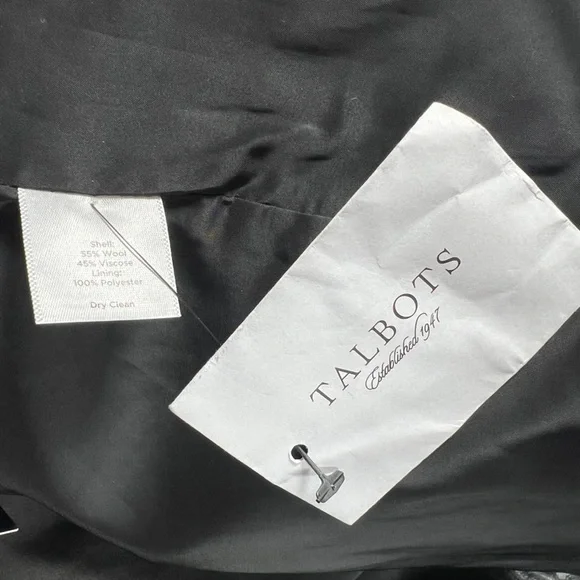 Shell:
55% Wool
45% Viscose
Lining:
100% Polyester
Dry Clean
TALBOTS
Established 1947